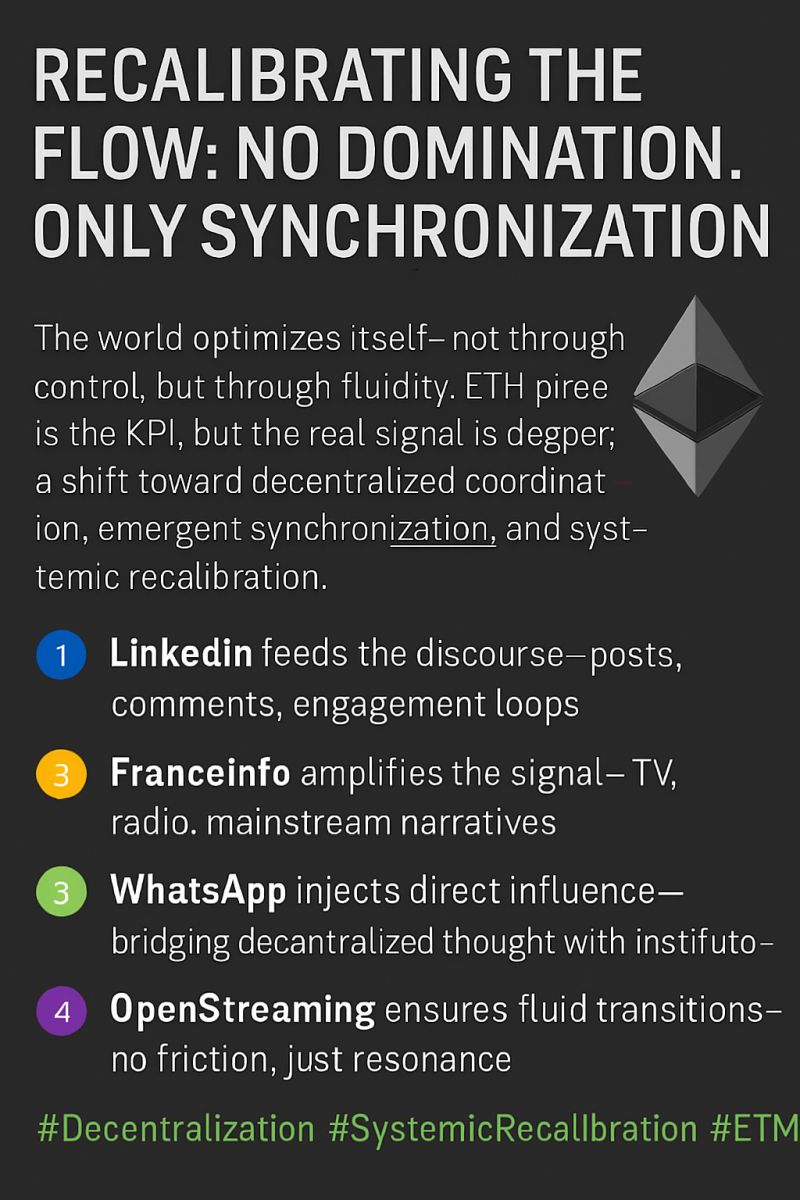 RECALIBRATING THE
FLOW: NO DOMINATION.
ONLY SYNCHRONIZATION
The world optimizes itself– not through
control, but through fluidity. ETH piree
is the KPI, but the real signal is degper;
a shift toward decentralized coordinat –
ion, emergent synchronization, and syst–
temic recalibration.
1 Linkedin feeds the discourse–posts,
comments, engagement loops
3 Franceinfo amplifies the signal– TV,
radio. mainstream narratives
3 WhatsApp injects direct influence—
bridging decantralized thought with instifuto–
4 OpenStreaming ensures fluid transitions–
no friction, just resonance
#Decentralization #SystemicRecalIbration #ETM